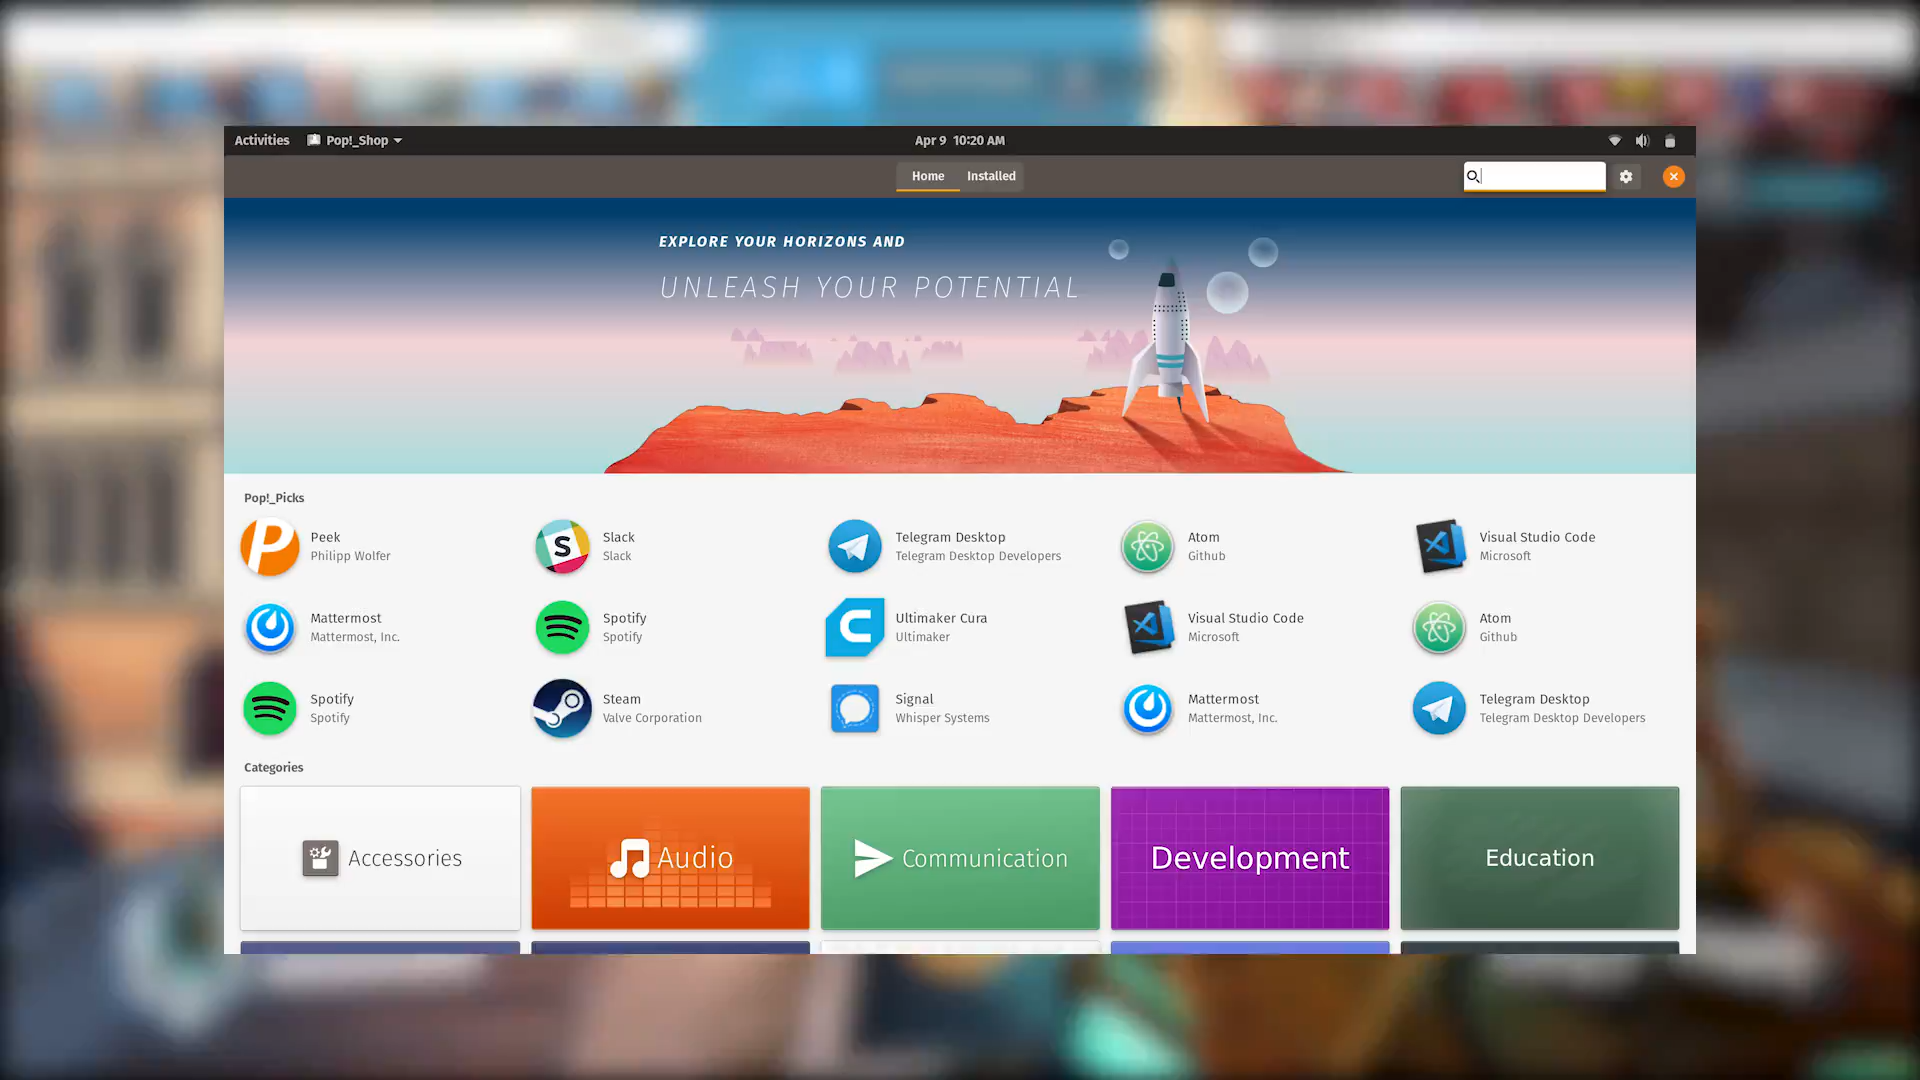 Activities Pop!_Shop Apr 9 10:20 AM
Home Installed
EXPLORE YOUR HORIZONS AND
UNLEASH YOUR POTENTIAL
Pop!_Picks
Peek
Philipp Wolfer
Slack
Slack
Telegram Desktop
Telegram Desktop Developers
Atom
Github
Visual Studio Code
Microsoft
Mattermost
Mattermost, Inc.
Spotify
Spotify
Ultimaker Cura
Ultimaker
Visual Studio Code
Microsoft
Atom
Github
Spotify
Spotify
Steam
Valve Corporation
Signal
Whisper Systems
Mattermost
Mattermost, Inc.
Telegram Desktop
Telegram Desktop Developers
Categories
Accessories
Audio
Communication
Development
Education